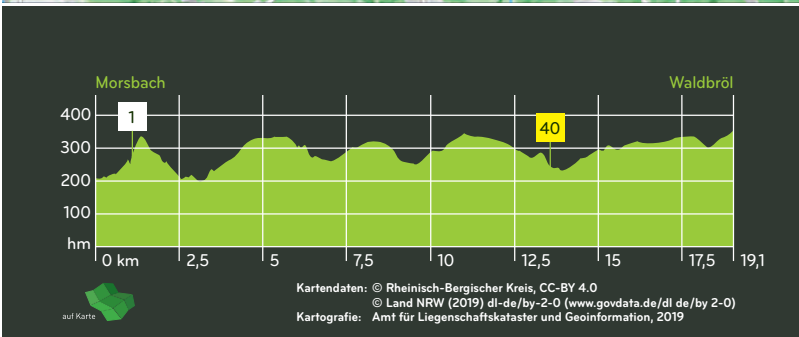 Morsbach Waldbröl
1
40
400
300
200
100
hm
0 km 2,5 5 7,5 10 12,5 15 17,5 19,1
auf Karte
Kartendaten: © Rheinisch-Bergischer Kreis, CC-BY 4.0
© Land NRW (2019) dl-de/by-2-0 (www.govdata.de/dl de/by 2-0)
Kartografie: Amt für Liegenschaftskataster und Geoinformation, 2019